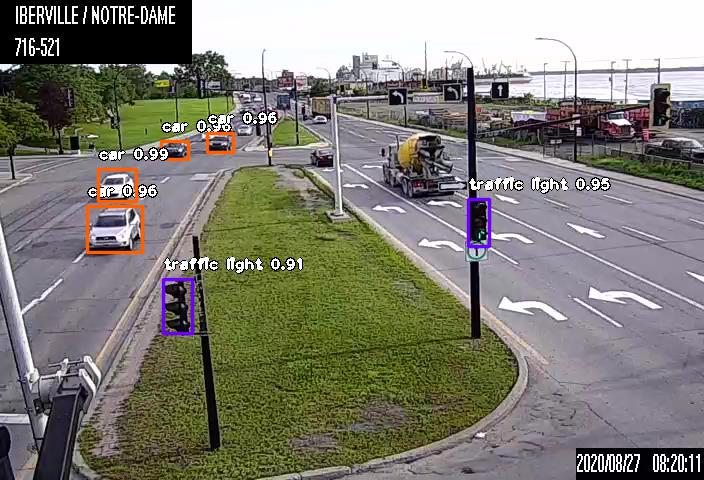 IBERVILLE / NOTRE-DAME
716-521
car 0.96
car 0.96
car 0.99
car 0.96
traffic light 0.95
traffic light 0.91
2020/08/27 08:20:11